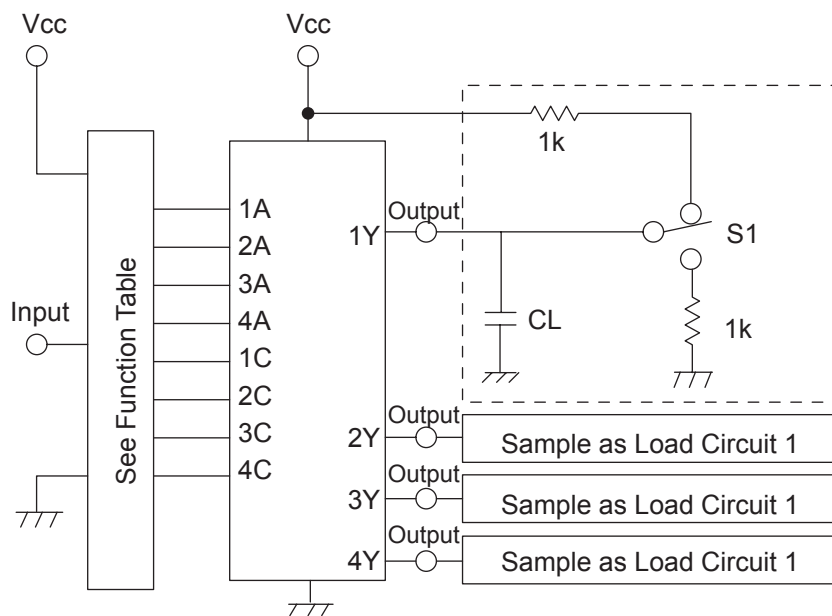 Vcc
Vcc
1k
Output
1A
1Y
S1
2A
3A
Input
4A
CL
1k
1C
See Function Table
2C
Output
3C
2Y
Sample as Load Circuit 1
4C
Output
3Y
Sample as Load Circuit 1
Output
4Y
Sample as Load Circuit 1